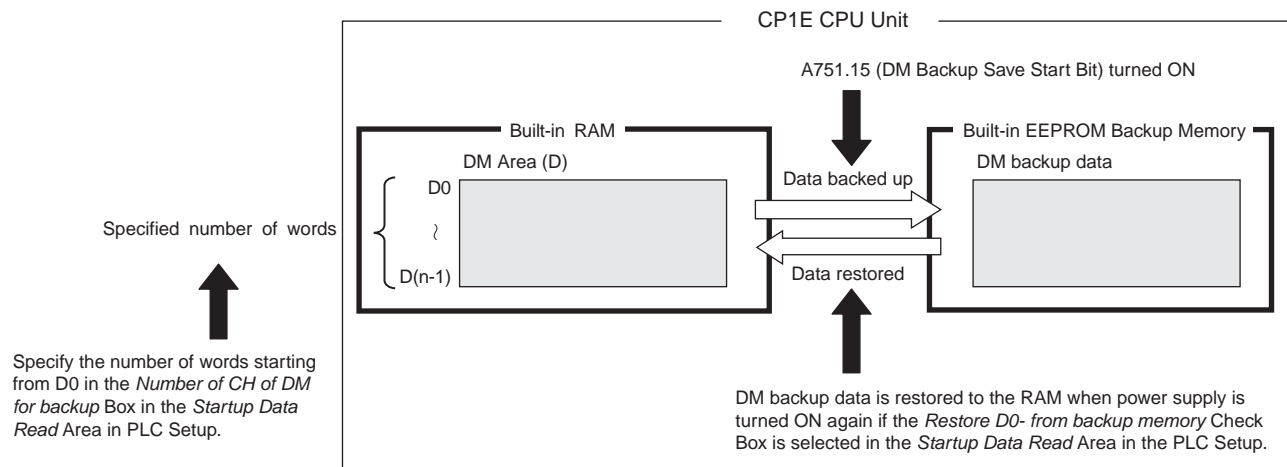 CP1E CPU Unit
A751.15 (DM Backup Save Start Bit) turned ON
Built-in RAM
Built-in EEPROM Backup Memory
DM Area (D)
DM backup data
D0
Data backed up
Specified number of words
~
D(n-1)
Data restored
Specify the number of words starting
from D0 in the Number of CH of DM
for backup Box in the Startup Data
Read Area in PLC Setup.
DM backup data is restored to the RAM when power supply is
turned ON again if the Restore D0- from backup memory Check
Box is selected in the Startup Data Read Area in the PLC Setup.